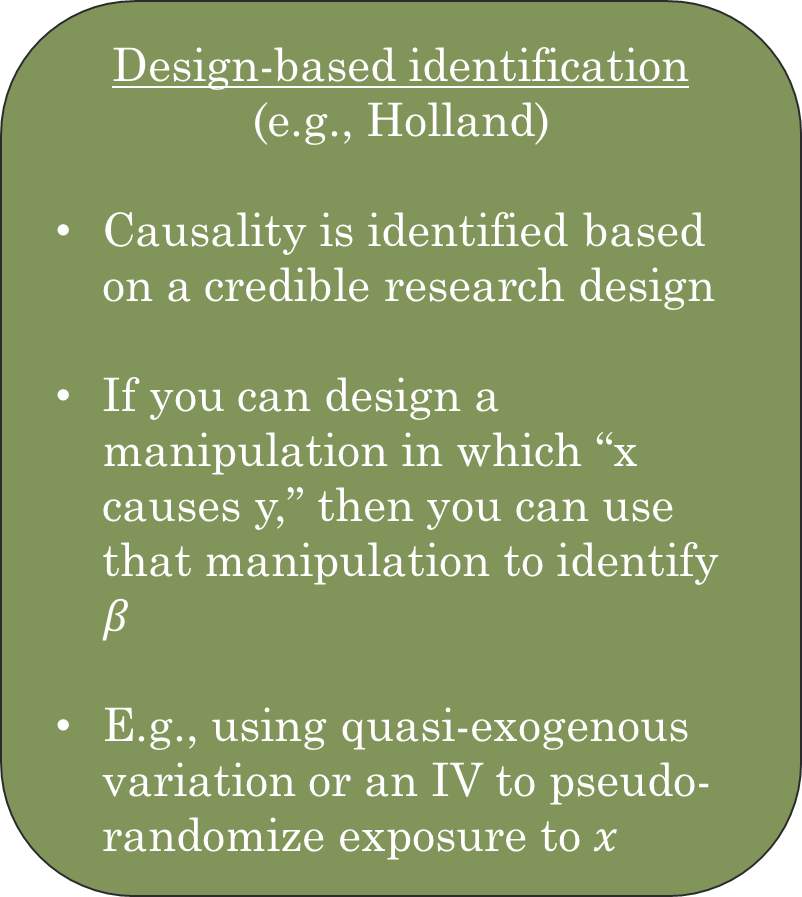 Design-based identification
(e.g., Holland)
• Causality is identified based
on a credible research design
• If you can design a
manipulation in which “x
causes y,” then you can use
that manipulation to identify
β
• E.g., using quasi-exogenous
variation or an IV to pseudo-
randomize exposure to x